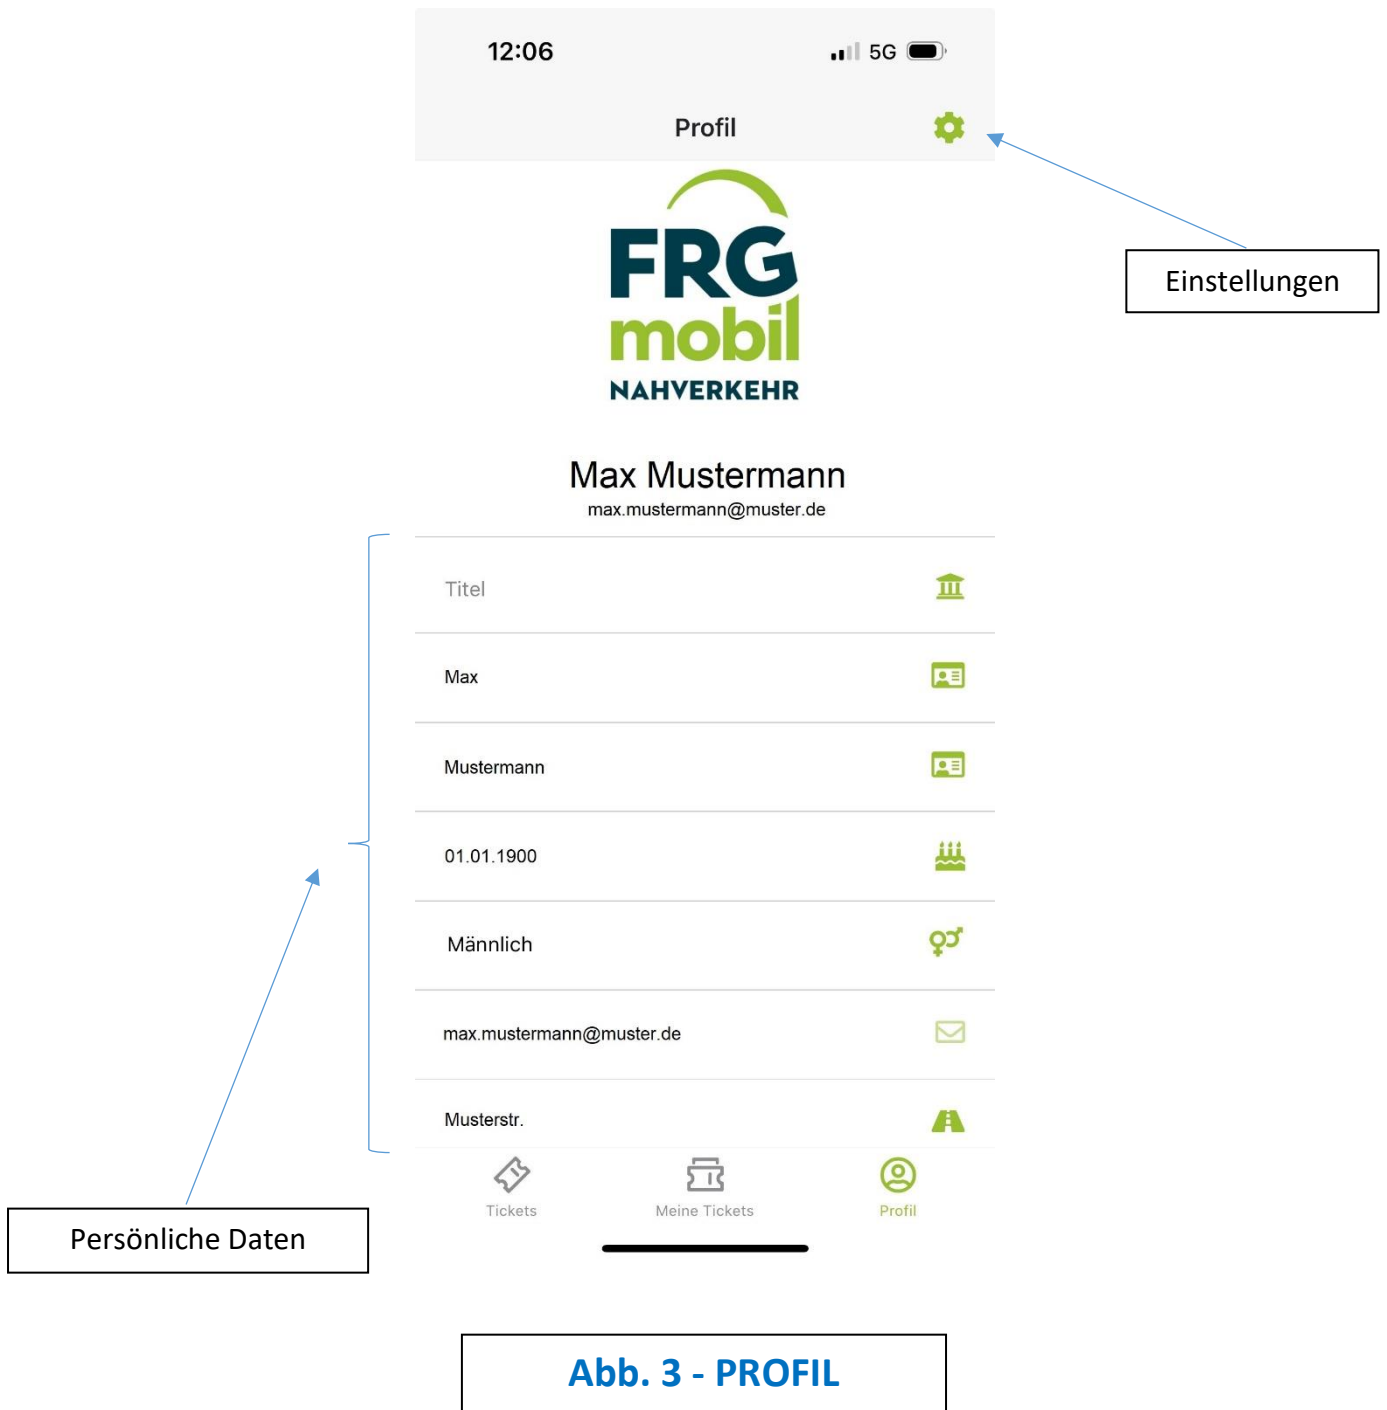 12:06
5G
Profil
Einstellungen
FRG
mobil
NAHVERKEHR
Max Mustermann
max.mustermann@muster.de
Titel
Max
Mustermann
01.01.1900
Männlich
max.mustermann@muster.de
Musterstr.
Tickets
Meine Tickets
Profil
Persönliche Daten
Abb. 3 - PROFIL